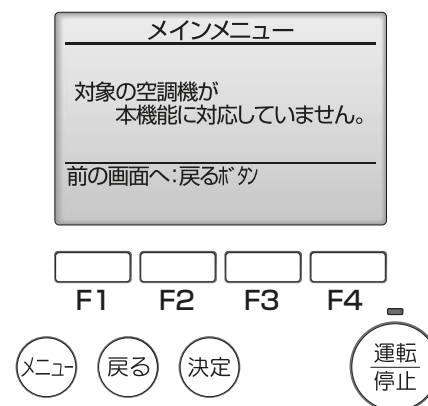 メインメニュー
対象の空調機が
本機能に対応していません。
前の画面へ:戻るボタン
F1 F2 F3 F4
メニュー 戻る 決定 運転
停止